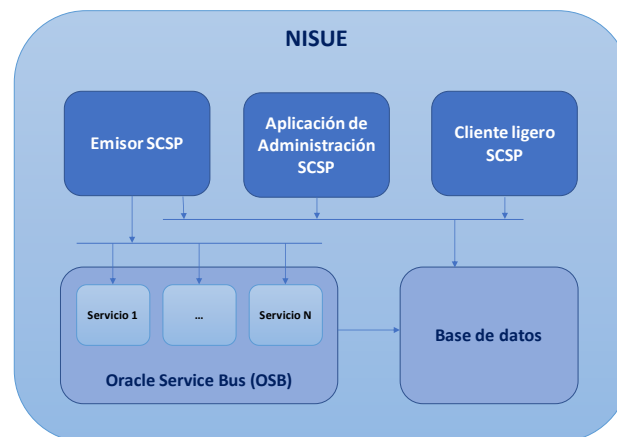 NISUE
Emisor SCSP
Aplicación de
Administración
SCSP
Cliente ligero
SCSP
Servicio 1
...
Servicio N
Oracle Service Bus (OSB)
Base de datos